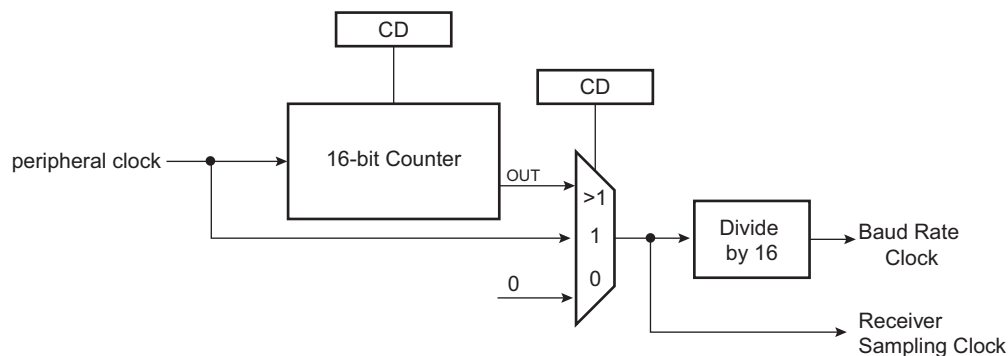 CD
CD
peripheral clock
16-bit Counter
OUT
>1
1
0
0
Divide
by 16
Baud Rate
Clock
Receiver
Sampling Clock